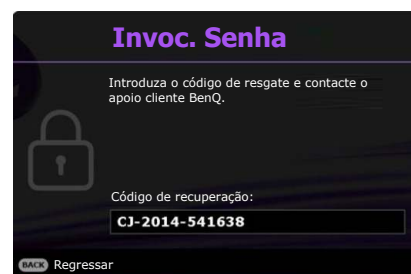 Invoc. Senha
Introduza o código de resgate e contacte o
apoio cliente BenQ.
Código de recuperação:
CJ-2014-541638
BACK Regressar